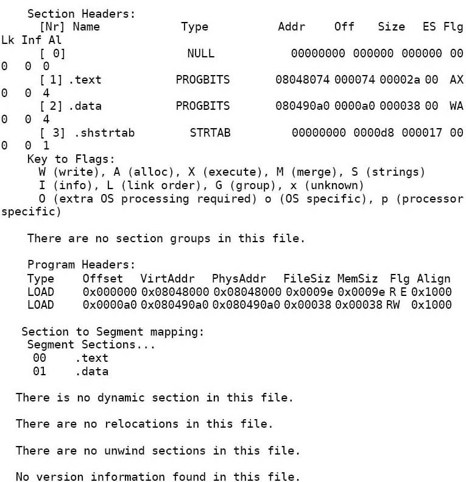 Section Headers:
[Nr] Name Type Addr Off Size ES Flg
Lk Inf Al
[ 0] NULL 00000000 000000 000000 00
0 0 0
[ 1] .text PROGBITS 08048074 000074 00002a 00 AX
0 0 4
[ 2] .data PROGBITS 080490a0 0000a0 000038 00 WA
0 0 4
[ 3] .shstrtab STRTAB 00000000 0000d8 000017 00
0 0 1
Key to Flags:
W (write), A (alloc), X (execute), M (merge), S (strings)
I (info), L (link order), G (group), x (unknown)
O (extra OS processing required) o (OS specific), p (processor
specific)
There are no section groups in this file.
Program Headers:
Type Offset VirtAddr PhysAddr FileSiz MemSiz Flg Align
LOAD 0x000000 0x08048000 0x08048000 0x0009e 0x0009e R E 0x1000
LOAD 0x0000a0 0x080490a0 0x080490a0 0x00038 0x00038 RW 0x1000
Section to Segment mapping:
Segment Sections...
00 .text
01 .data
There is no dynamic section in this file.
There are no relocations in this file.
There are no unwind sections in this file.
No version information found in this file.